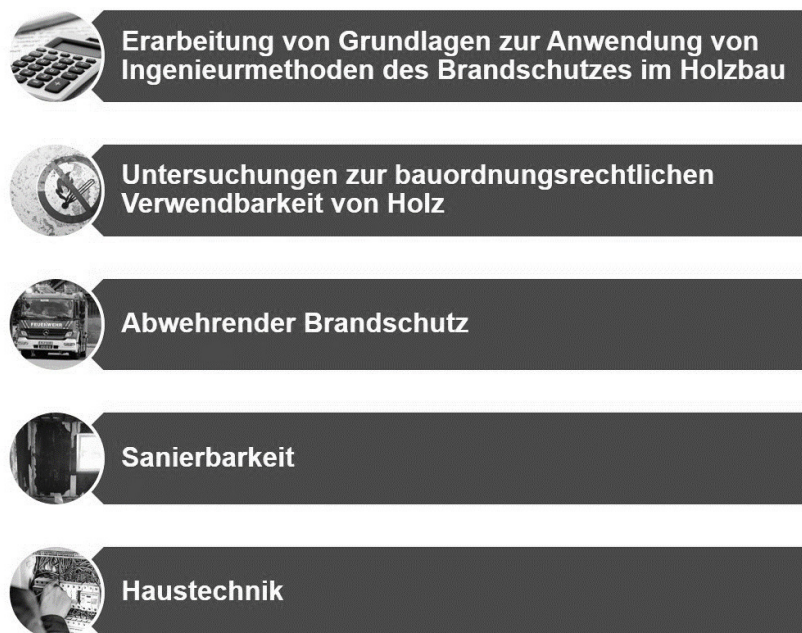 Erarbeitung von Grundlagen zur Anwendung von
Ingenieurmethoden des Brandschutzes im Holzbau
Untersuchungen zur bauordnungsrechtlichen
Verwendbarkeit von Holz
FEUERWEHR
Abwehrender Brandschutz
Sanierbarkeit
Haustechnik